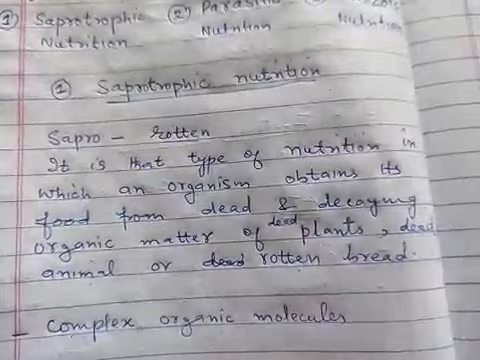 ① Saprotrophic ② Parasitic
Nutrition Nutrition Nutrition
① Saprotrophic nutrition
Sapro - rotten
It is that type of nutrition in
which an organism obtains its
food from dead & decaying
organic matter of dead plants, dead
animal or dead rotten bread.
- Complex organic molecules